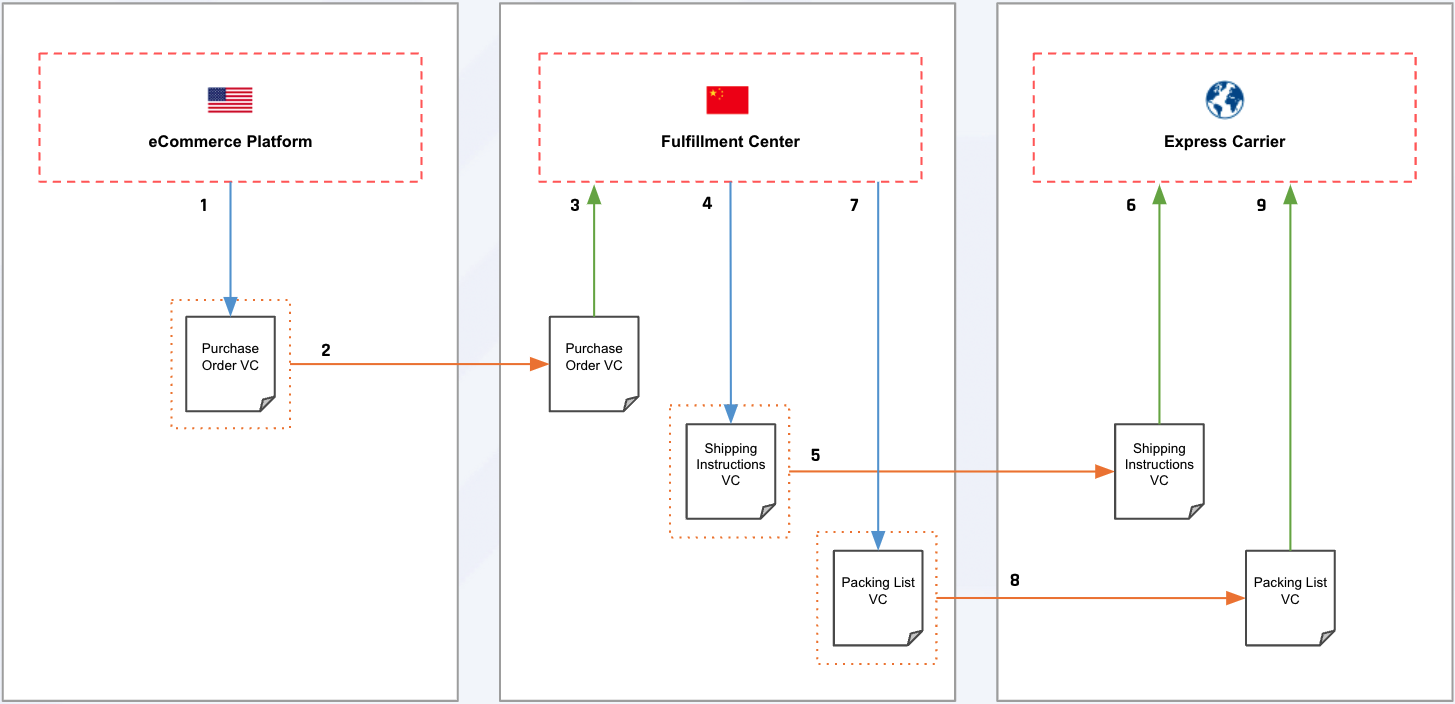 eCommerce Platform
Fulfillment Center
Express Carrier
1
3
4
7
6
9
Purchase
Order VC
2
Purchase
Order VC
Shipping
Instructions
VC
5
Shipping
Instructions
VC
Packing List
VC
8
Packing List
VC